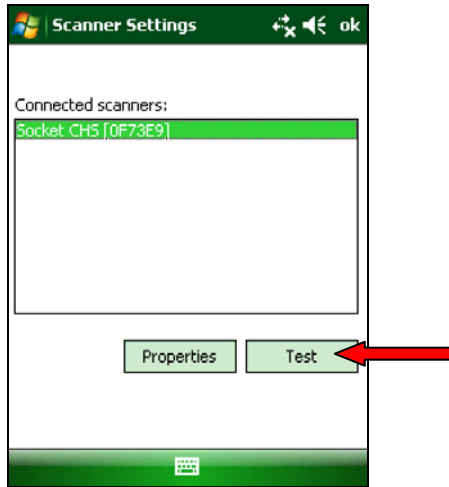 Scanner Settings ok
Connected scanners:
Socket CHS [0F73E9]
Properties Test